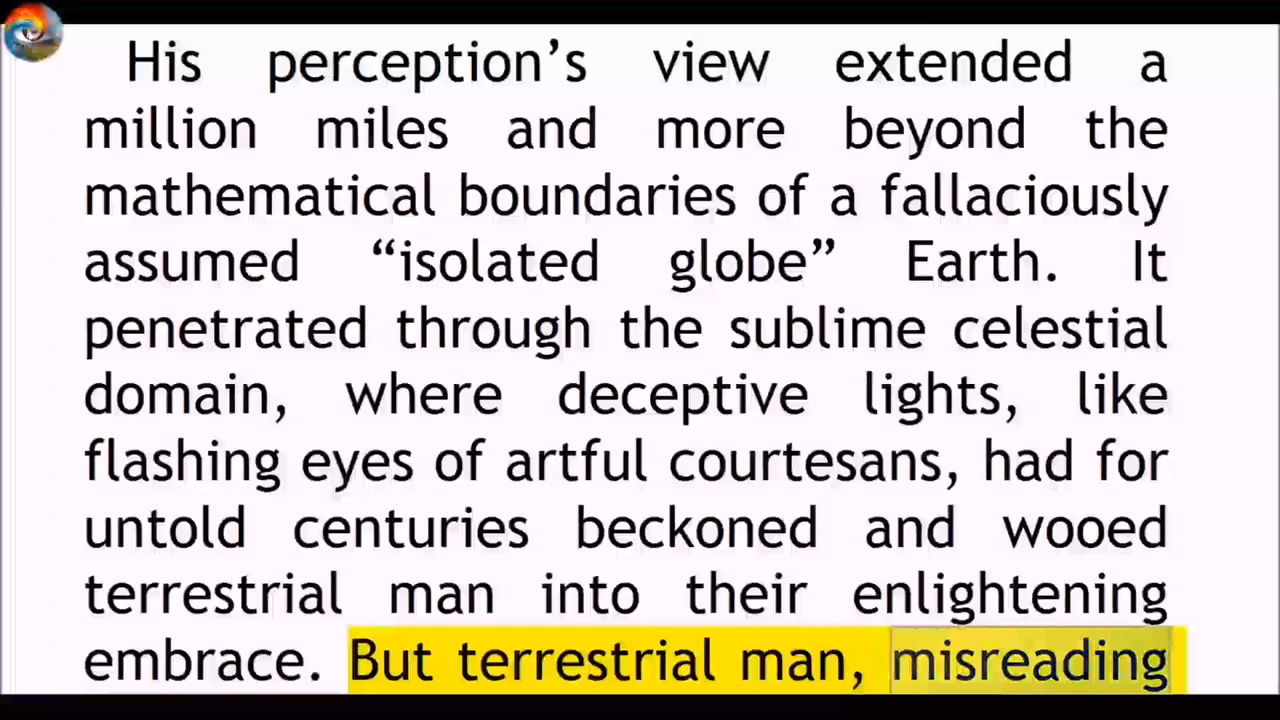 His perception’s view extended a
million miles and more beyond the
mathematical boundaries of a fallaciously
assumed “isolated globe” Earth. It
penetrated through the sublime celestial
domain, where deceptive lights, like
flashing eyes of artful courtesans, had for
untold centuries beckoned and wooed
terrestrial man into their enlightening
embrace. But terrestrial man, misreading